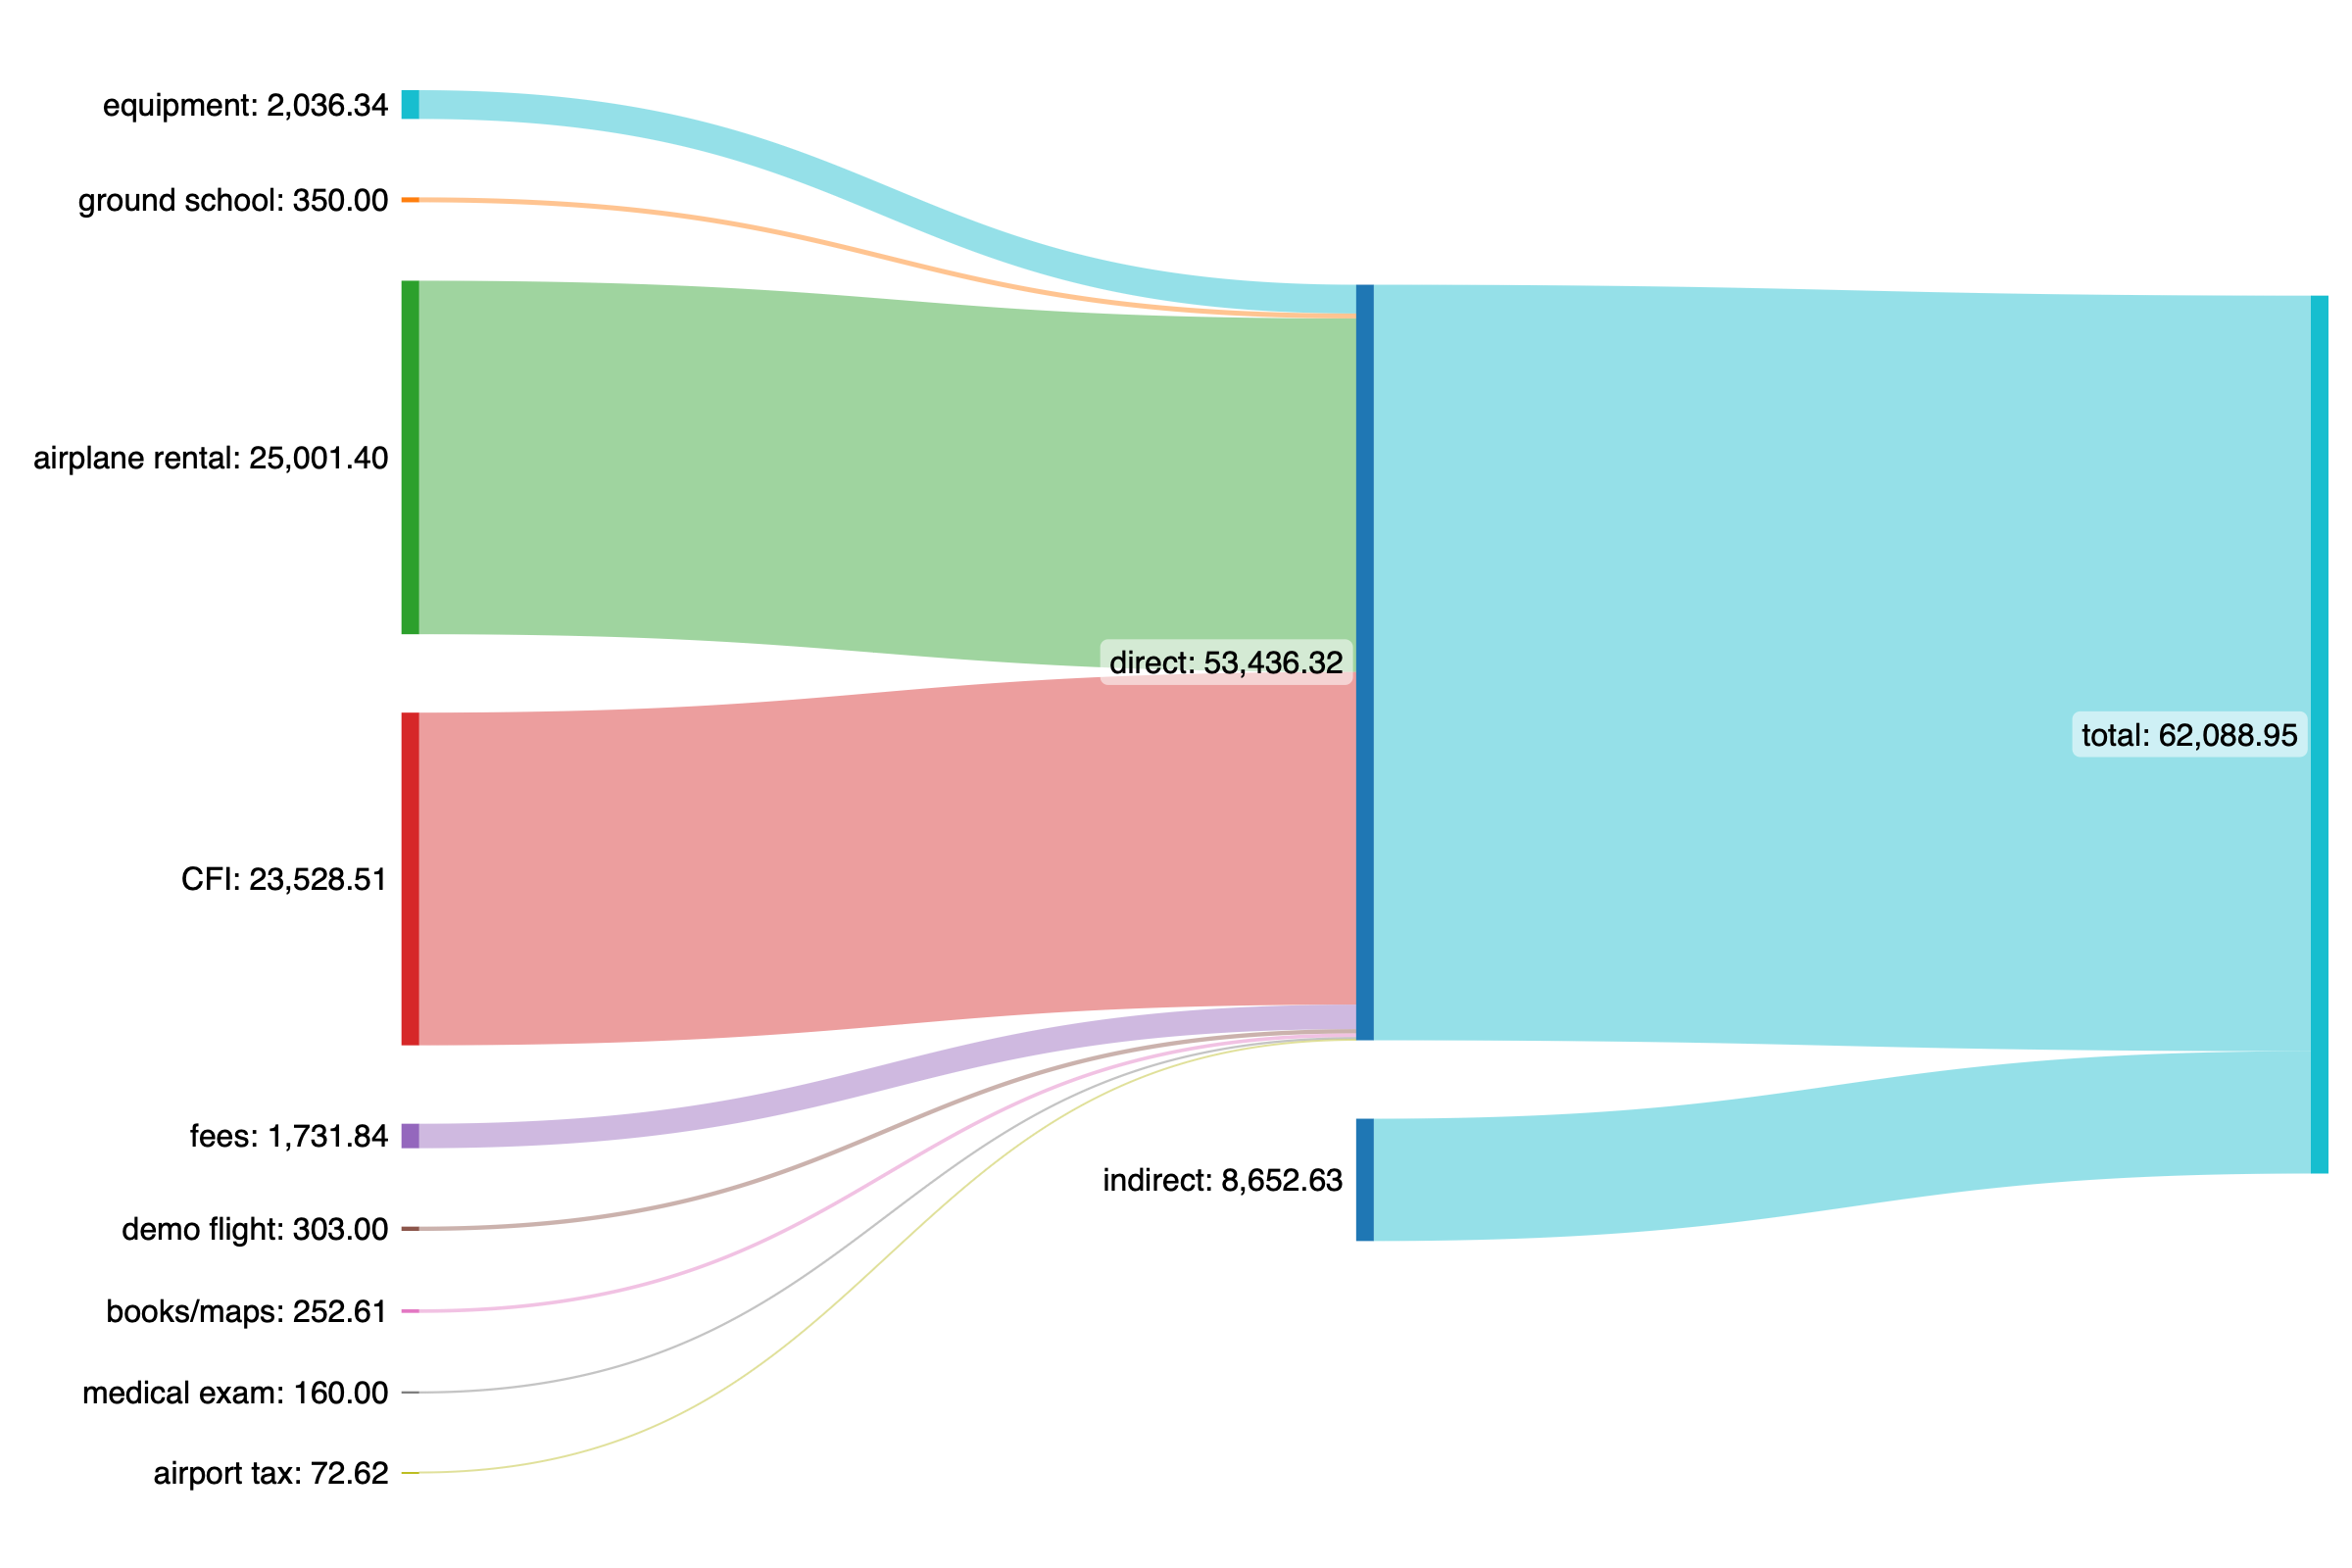 equipment: 2,036.34
ground school: 350.00
airplane rental: 25,001.40
direct: 53,436.32
total: 62,088.95
CFI: 23,528.51
fees: 1,731.84
indirect: 8,652.63
demo flight: 303.00
books/maps: 252.61
medical exam: 160.00
airport tax: 72.62